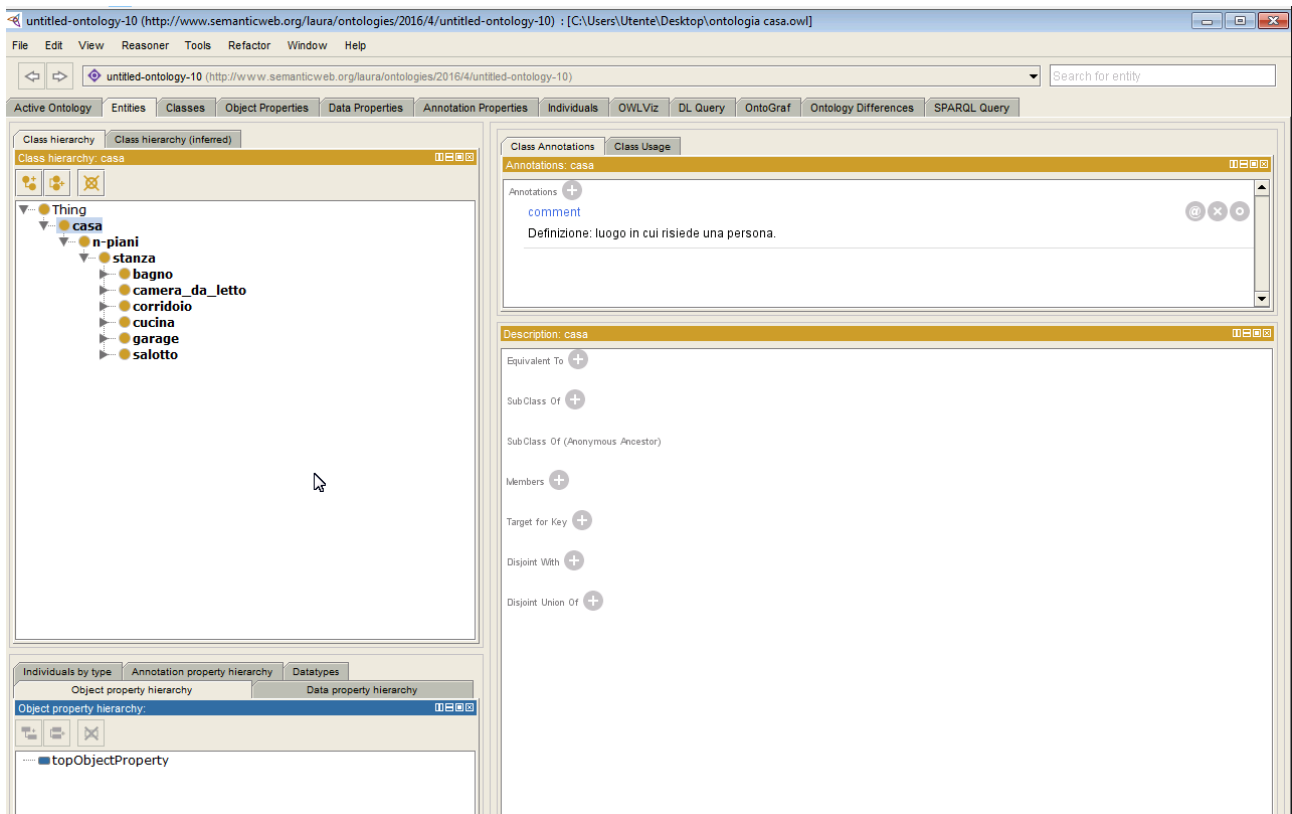 untitled-ontology-10 (http://www.semanticweb.org/laura/ontologies/2016/4/untitled-ontology-10) : [C:\Users\Utente\Desktop\ontologia casa.owl]
File Edit View Reasoner Tools Refactor Window Help
untitled-ontology-10 (http://www.semanticweb.org/laura/ontologies/2016/4/untitled-ontology-10)
Search for entity
Active Ontology Entities Classes Object Properties Data Properties Annotation Properties Individuals OWLViz DL Query OntoGraf Ontology Differences SPARQL Query
Class hierarchy Class hierarchy (inferred)
Class hierarchy: casa
Thing
casa
n-piani
stanza
bagno
camera_da_letto
corridoio
cucina
garage
salotto
Individuals by type Annotation property hierarchy Datatypes
Object property hierarchy Data property hierarchy
Object property hierarchy:
topObjectProperty
Class Annotations Class Usage
Annotations: casa
Annotations
comment
Definizione: luogo in cui risiede una persona.
Description: casa
Equivalent To
SubClass Of
SubClass Of (Anonymous Ancestor)
Members
Target for Key
Disjoint With
Disjoint Union Of